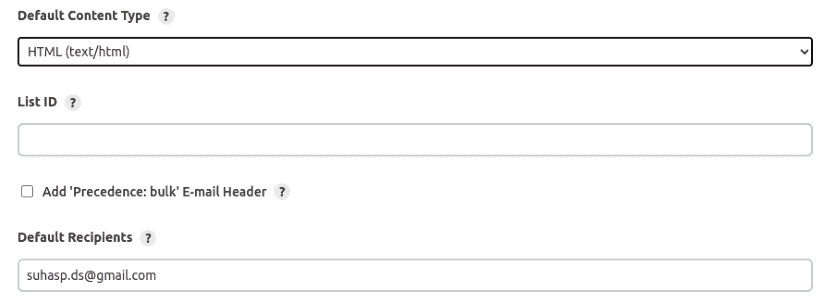 Default Content Type ?
HTML (text/html)
List ID ?
Add 'Precedence: bulk' E-mail Header ?
Default Recipients ?
suhasp.ds@gmail.com